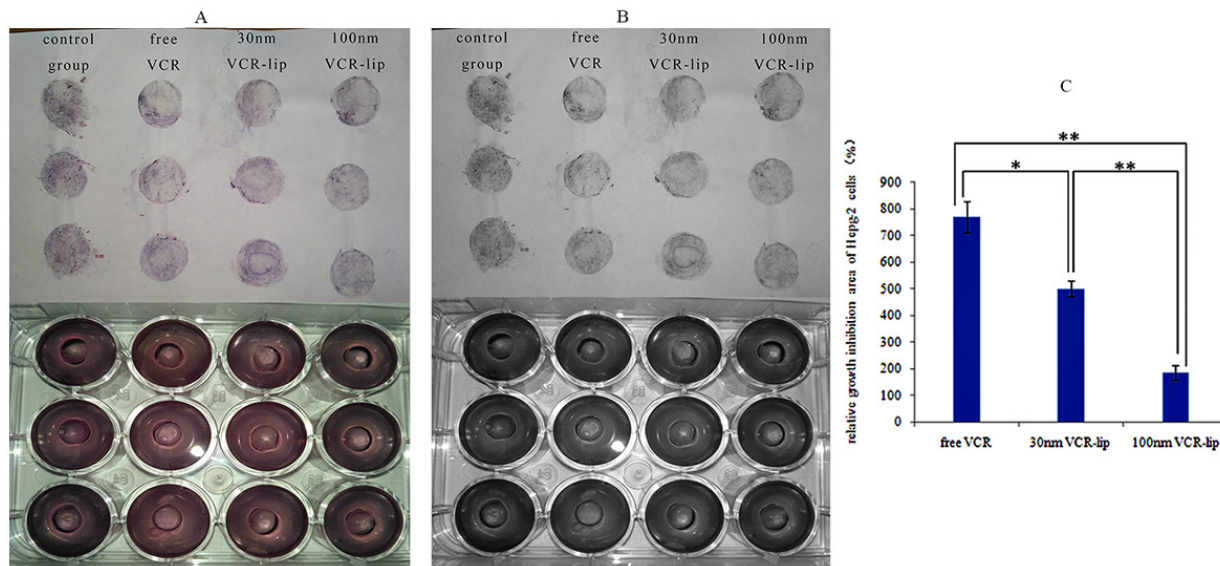 A
B
control free 30nm 100nm
group VCR VCR-lip VCR-lip
control free 30nm 100nm
group VCR VCR-lip VCR-lip
C
** 
* **
relative growth inhibition area of Hepg-2 cells (%)
900
800
700
600
500
400
300
200
100
0
free VCR 30nm VCR-lip 100nm VCR-lip